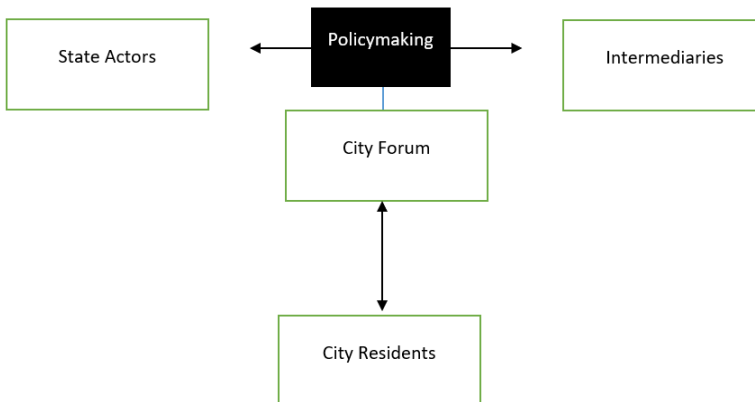 Policymaking
State Actors
Intermediaries
City Forum
City Residents